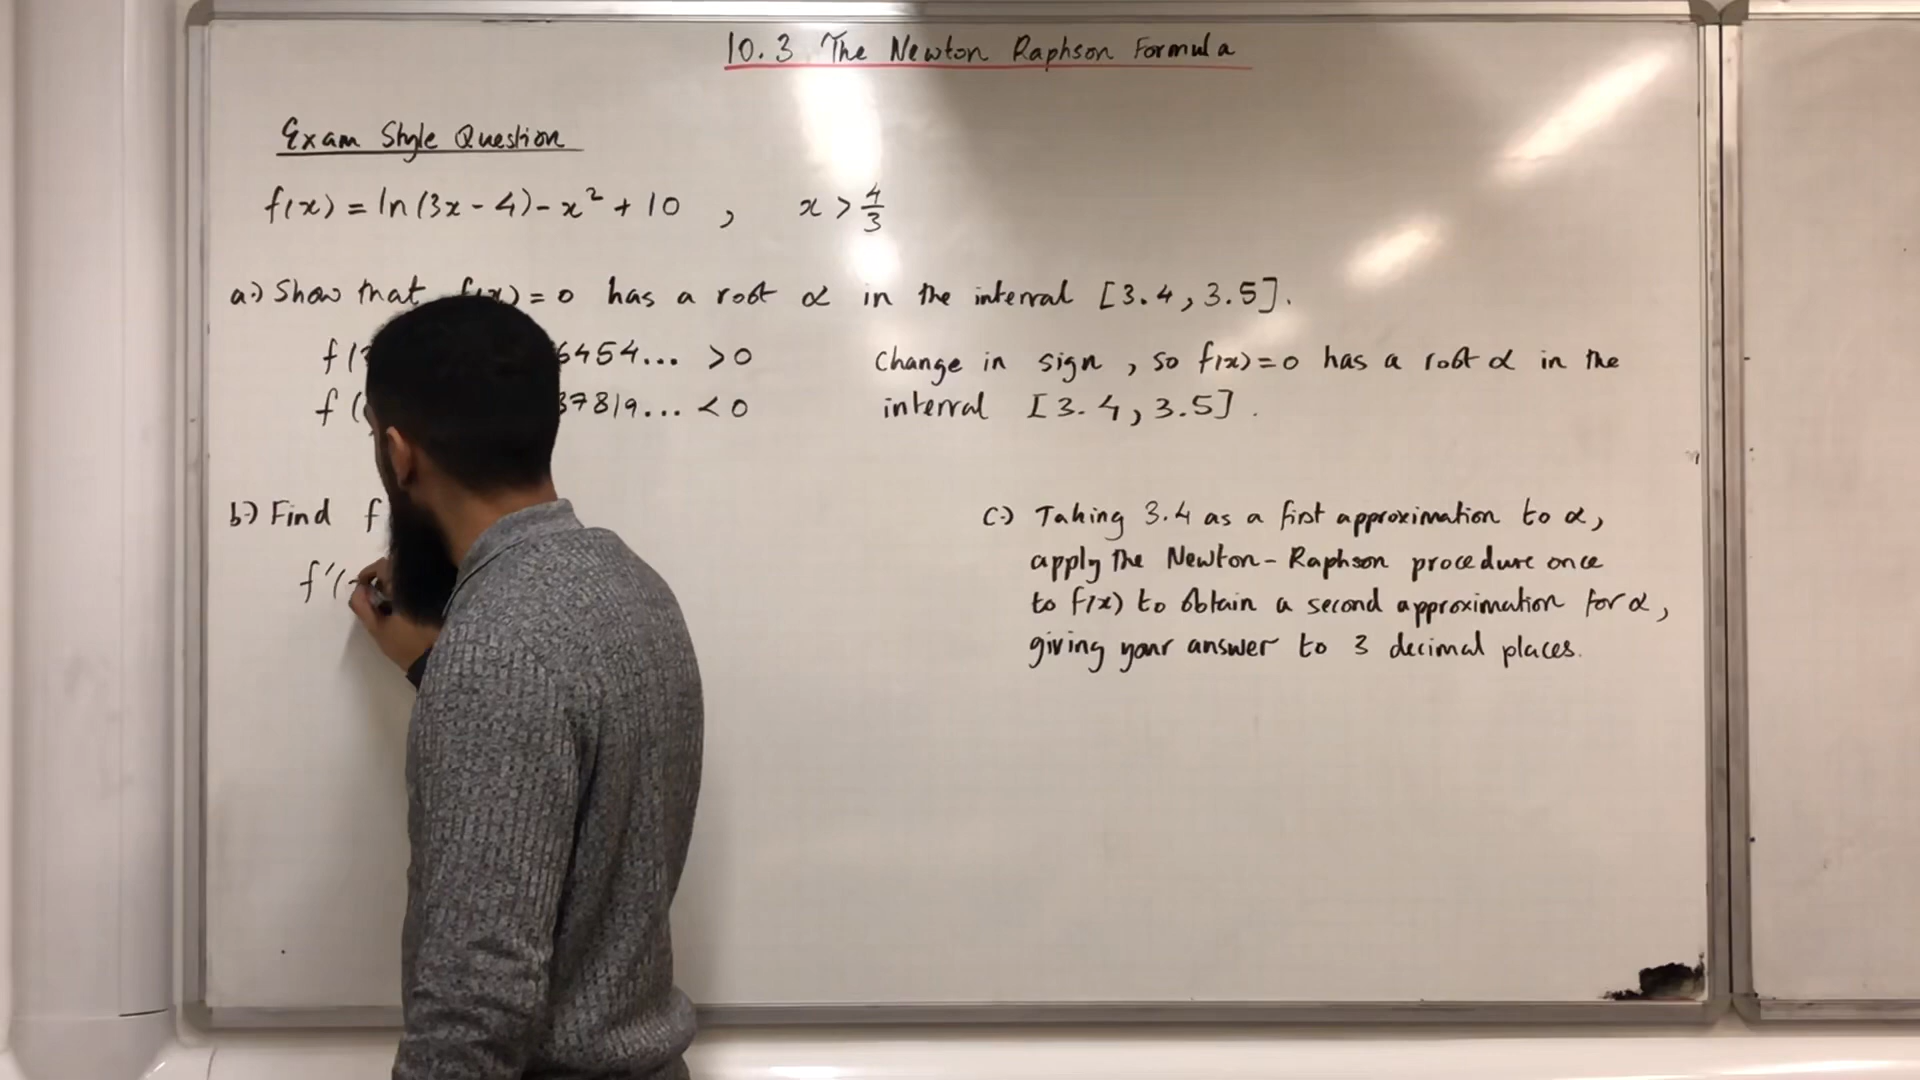 10.3 The Newton Raphson Formula
Exam Style Question
f(x) = ln(3x - 4) - x² + 10 , x > 4/3
a:) Show that f(x) = 0 has a root α in the interval [3.4, 3.5].
f( 6454... > 0
f( 37819... < 0
Change in sign, so f(x) = 0 has a root α in the
interval [3.4, 3.5].
b:) Find f
f'(
c:) Taking 3.4 as a first approximation to α,
apply the Newton-Raphson procedure once
to f(x) to obtain a second approximation for α,
giving your answer to 3 decimal places.